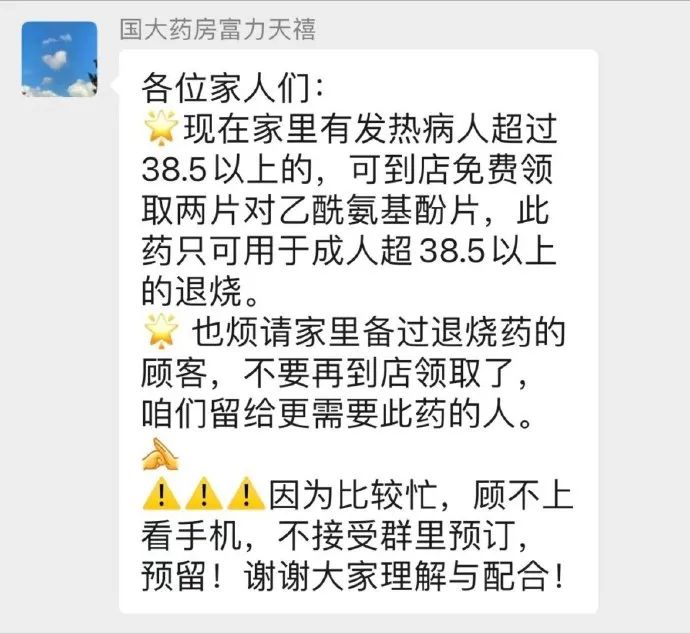 国大药房富力天禧
各位家人们：
🌟现在家里有发热病人超过
38.5以上的，可到店免费领
取两片对乙酰氨基酚片，此
药只可用于成人超38.5以上
的退烧。
🌟 也烦请家里备过退烧药的
顾客，不要再到店领取了，
咱们留给更需要此药的人。
🙏
⚠️⚠️⚠️因为比较忙，顾不上
看手机，不接受群里预订，
预留！谢谢大家理解与配合！